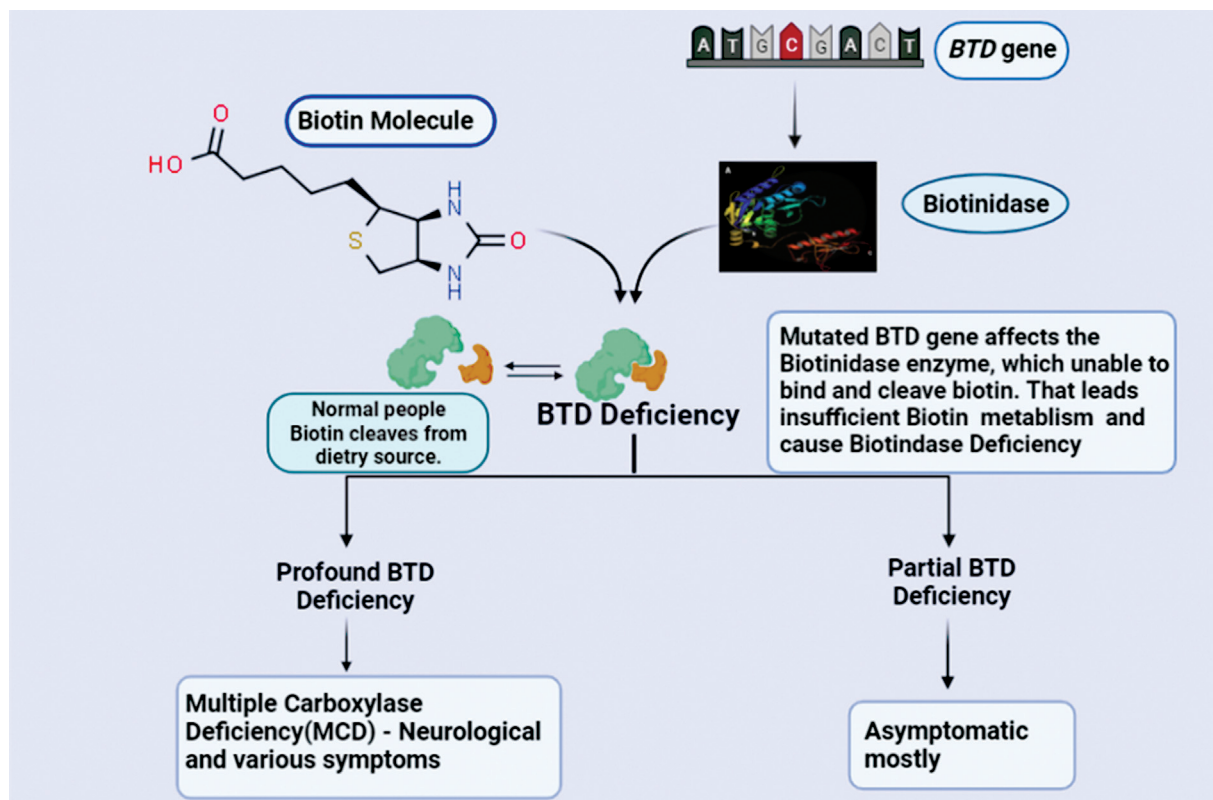 A T G C G A C T
BTD gene
Biotin Molecule
O
HO
H
N
S
O
N
H
A
Biotinidase
Mutated BTD gene affects the
Biotinidase enzyme, which unable to
bind and cleave biotin. That leads
insufficient Biotin metablism and
cause Biotindase Deficiency
Normal people
Biotin cleaves from
dietry source.
BTD Deficiency
Profound BTD
Deficiency
Partial BTD
Deficiency
Multiple Carboxylase
Deficiency(MCD) - Neurological
and various symptoms
Asymptomatic
mostly